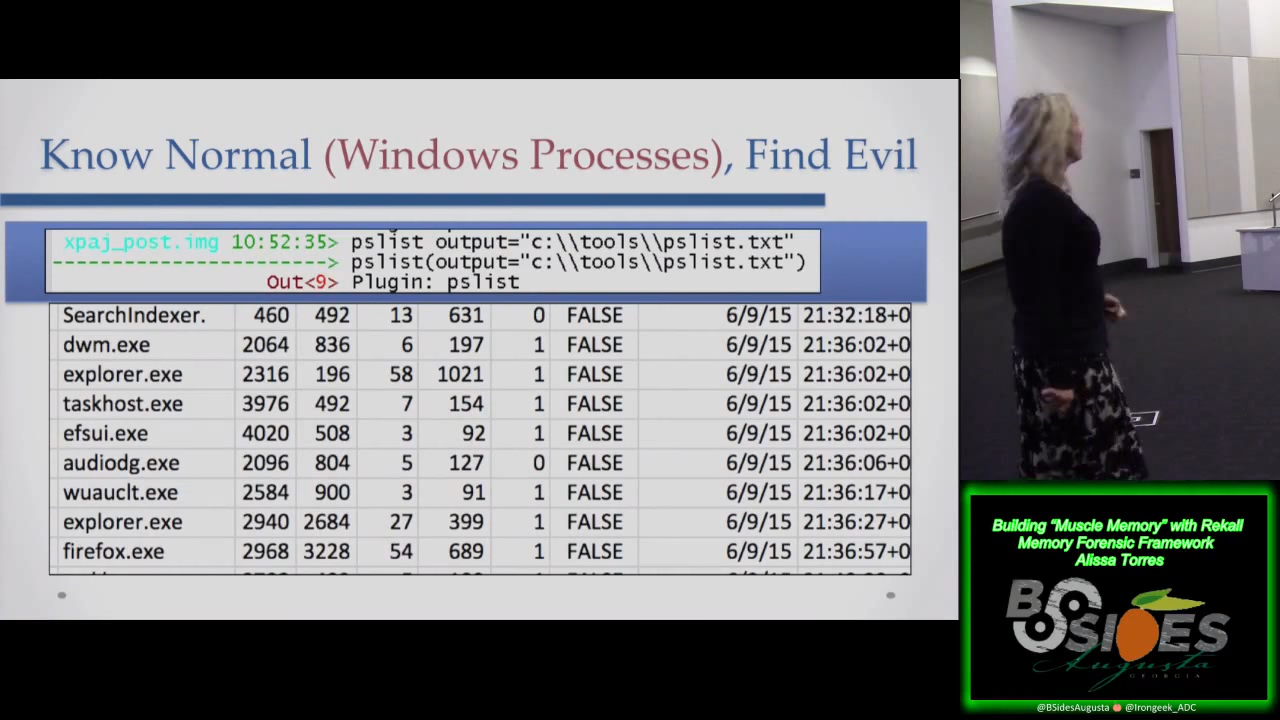 Know Normal (Windows Processes), Find Evil
xpaj_post.img 10:52:35> pslist output="c:\\tools\\pslist.txt"
-----------------------> pslist(output="c:\\tools\\pslist.txt")
Out<9> Plugin: pslist
SearchIndexer. 460 492 13 631 0 FALSE 6/9/15 21:32:18+0
dwm.exe 2064 836 6 197 1 FALSE 6/9/15 21:36:02+0
explorer.exe 2316 196 58 1021 1 FALSE 6/9/15 21:36:02+0
taskhost.exe 3976 492 7 154 1 FALSE 6/9/15 21:36:02+0
efsui.exe 4020 508 3 92 1 FALSE 6/9/15 21:36:02+0
audiodg.exe 2096 804 5 127 0 FALSE 6/9/15 21:36:06+0
wuauclt.exe 2584 900 3 91 1 FALSE 6/9/15 21:36:17+0
explorer.exe 2940 2684 27 399 1 FALSE 6/9/15 21:36:27+0
firefox.exe 2968 3228 54 689 1 FALSE 6/9/15 21:36:57+0
Building "Muscle Memory" with Rekall
Memory Forensic Framework
Alissa Torres
BSIDES
Augusta
GEORGIA
@BSidesAugusta @Irongeek_ADC